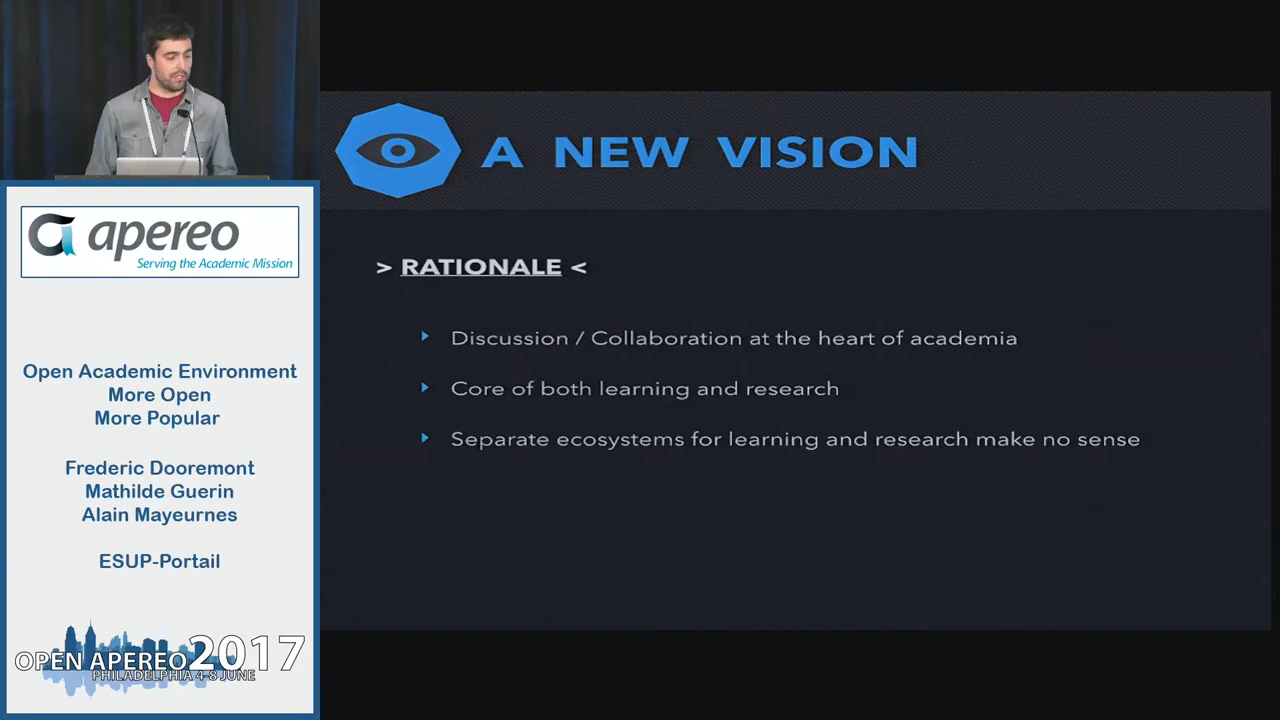 apereo
Serving the Academic Mission
Open Academic Environment
More Open
More Popular
Frederic Dooremont
Mathilde Guerin
Alain Mayeurnes
ESUP-Portail
OPEN APEREO 2017
PHILADELPHIA 4-8 JUNE
A NEW VISION
> RATIONALE <
Discussion / Collaboration at the heart of academia
Core of both learning and research
Separate ecosystems for learning and research make no sense